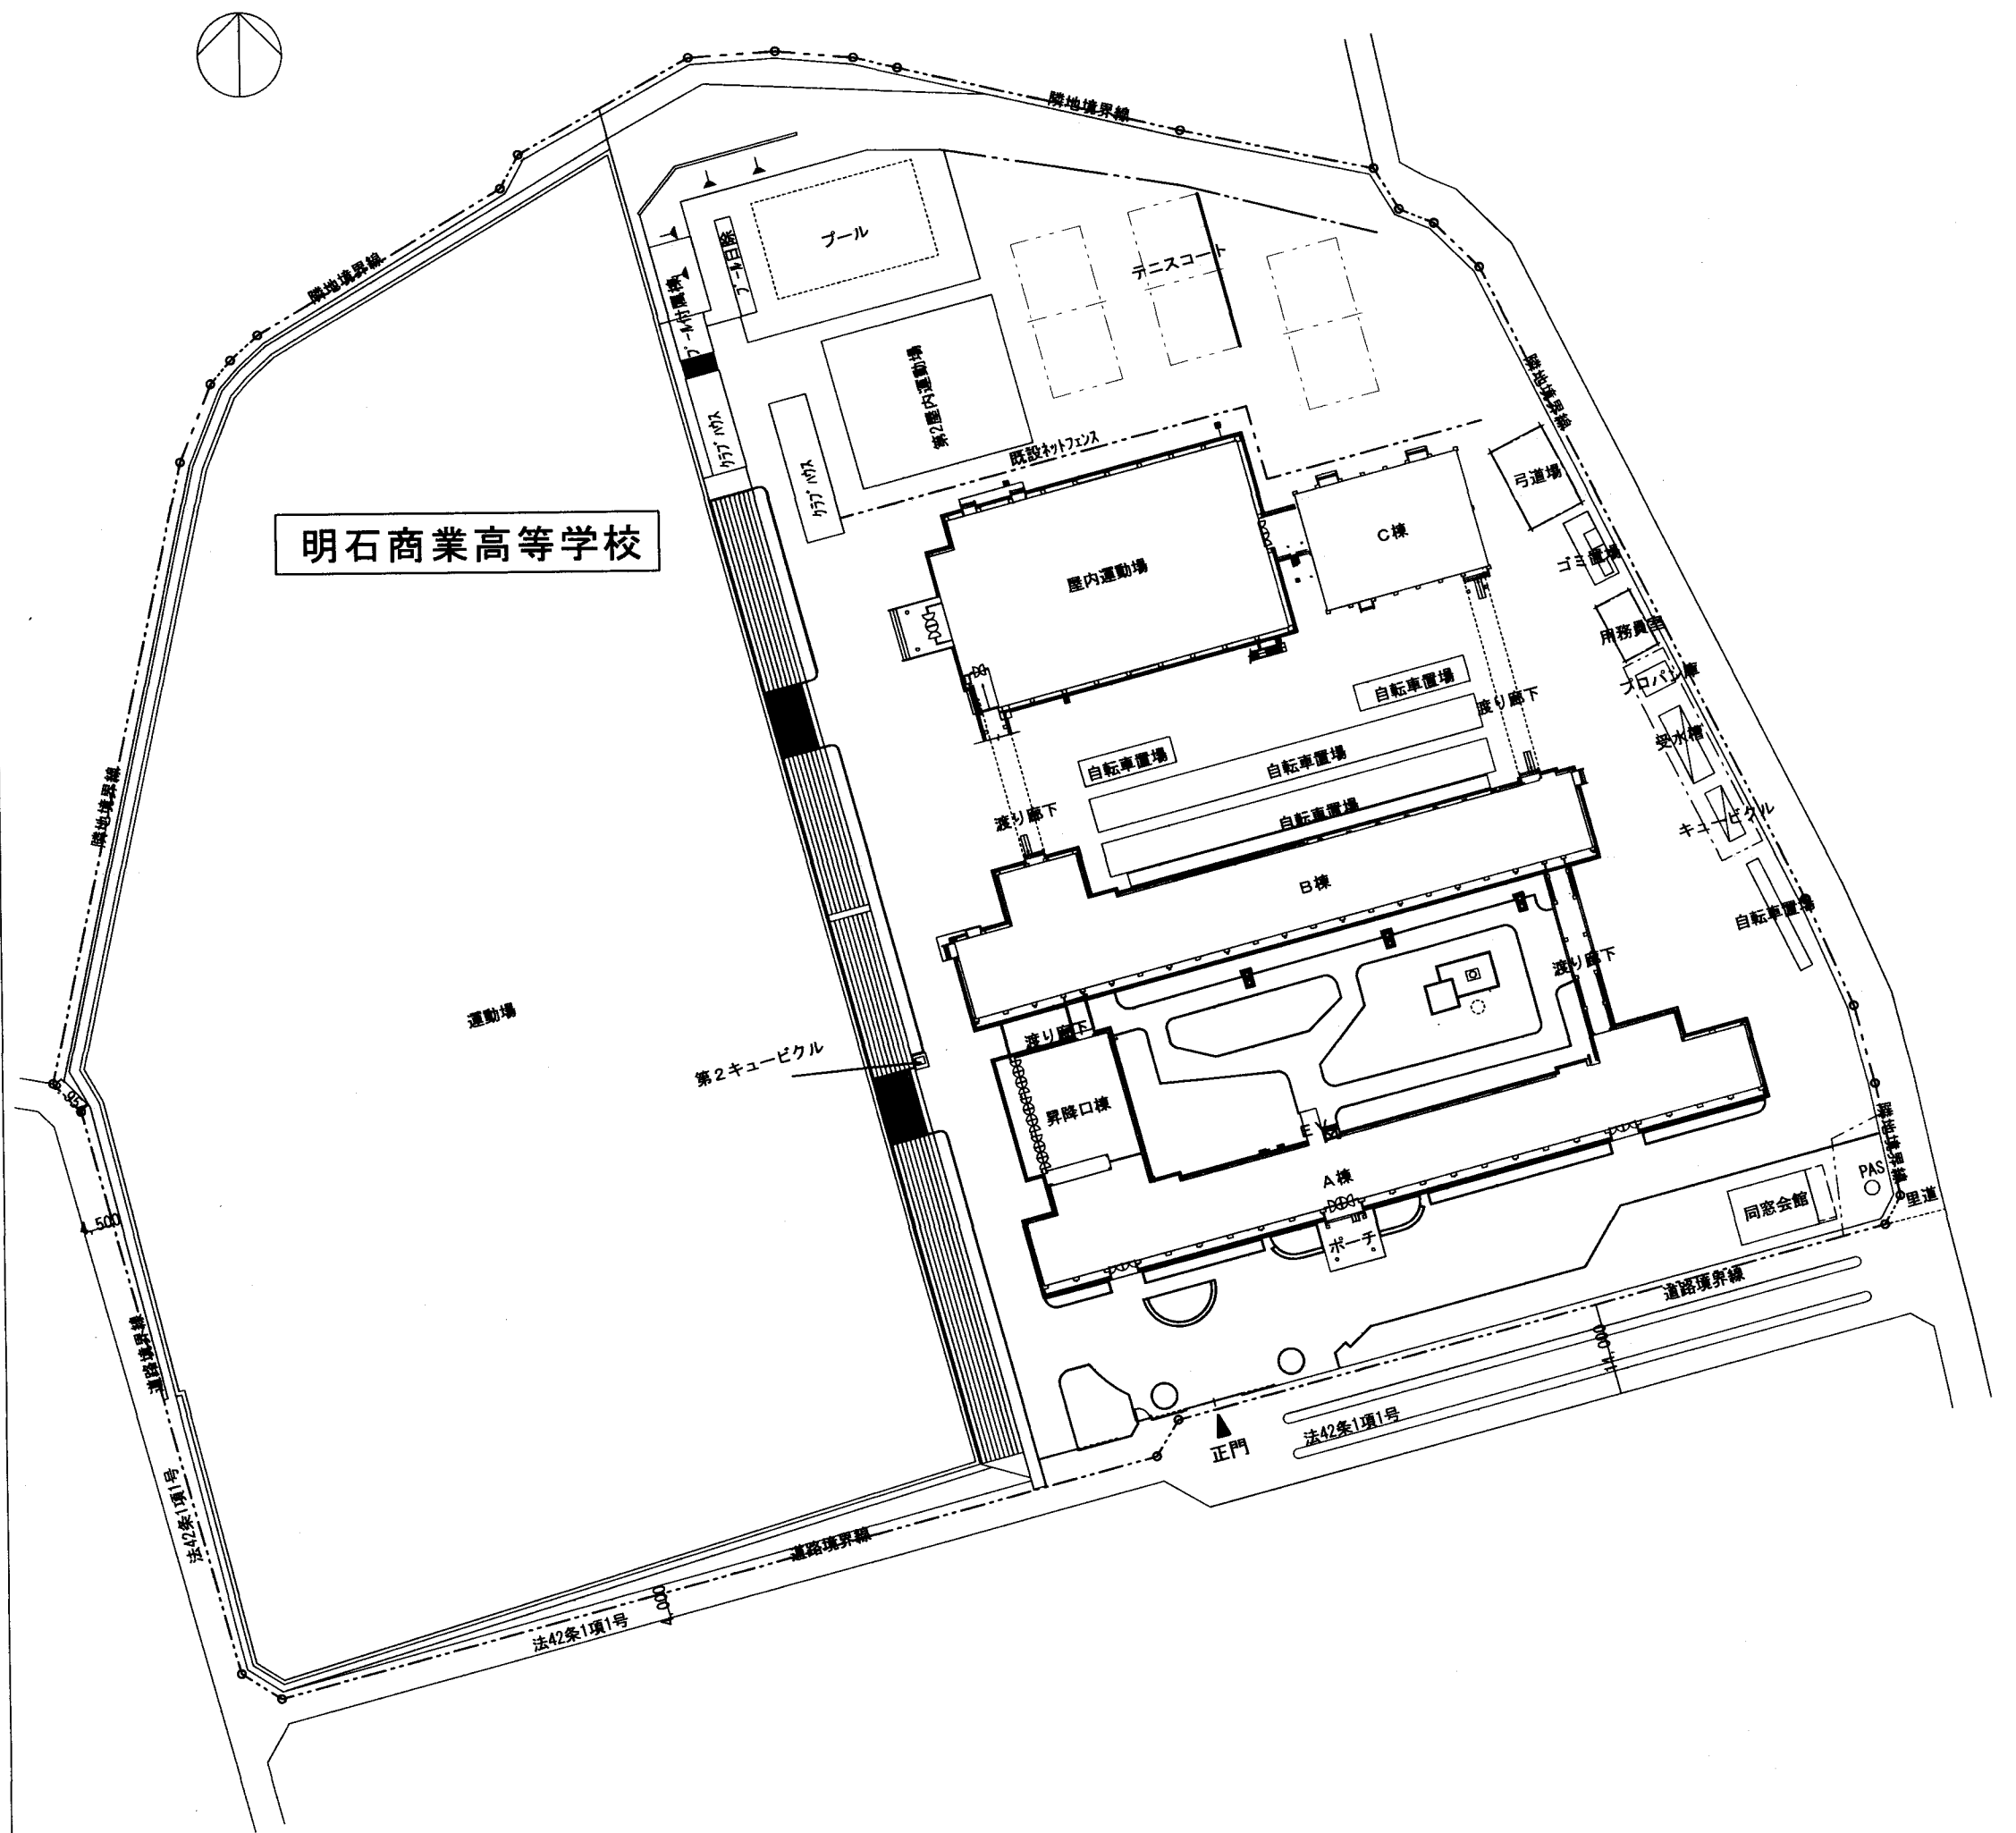 隣地境界線
プール
プール日除
テニスコート
隣地境界線
プール付属棟
第2屋内運動場
隣地境界線
クラブハウス
既設ネットフェンス
クラブハウス
弓道場
明石商業高等学校
C棟
ゴミ置場
屋内運動場
用務員室
自転車置場
プロパン庫
渡り廊下
受水槽
自転車置場
自転車置場
隣地境界線
渡り廊下
自転車置場
キュービクル
B棟
自転車置場
渡り廊下
運動場
渡り廊下
第2キュービクル
昇降口棟
EV
隣地境界線
A棟
PAS
里道
同窓会館
4,500
ポーチ
道路境界線
道路境界線
法42条1項1号
正門
法42条1項1号
道路境界線
4,000
法42条1項1号